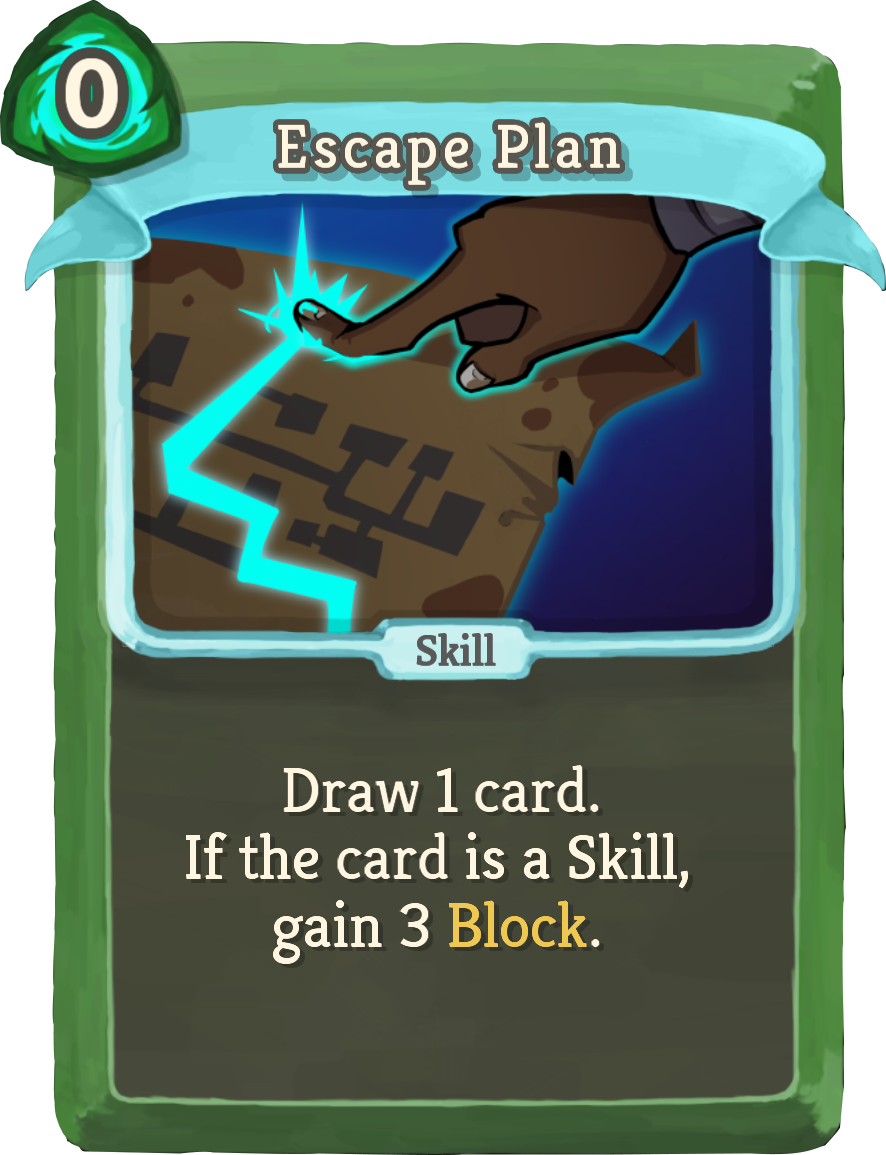 0
Escape Plan
Skill
Draw 1 card.
If the card is a Skill,
gain 3 Block.